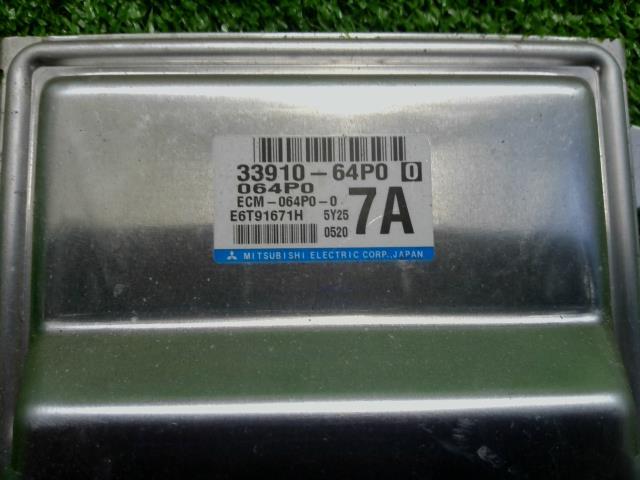 33910-64P0 0
064P0
ECM-064P0-0 7A
E6T91671H 5Y25
0520
MITSUBISHI ELECTRIC CORP., JAPAN